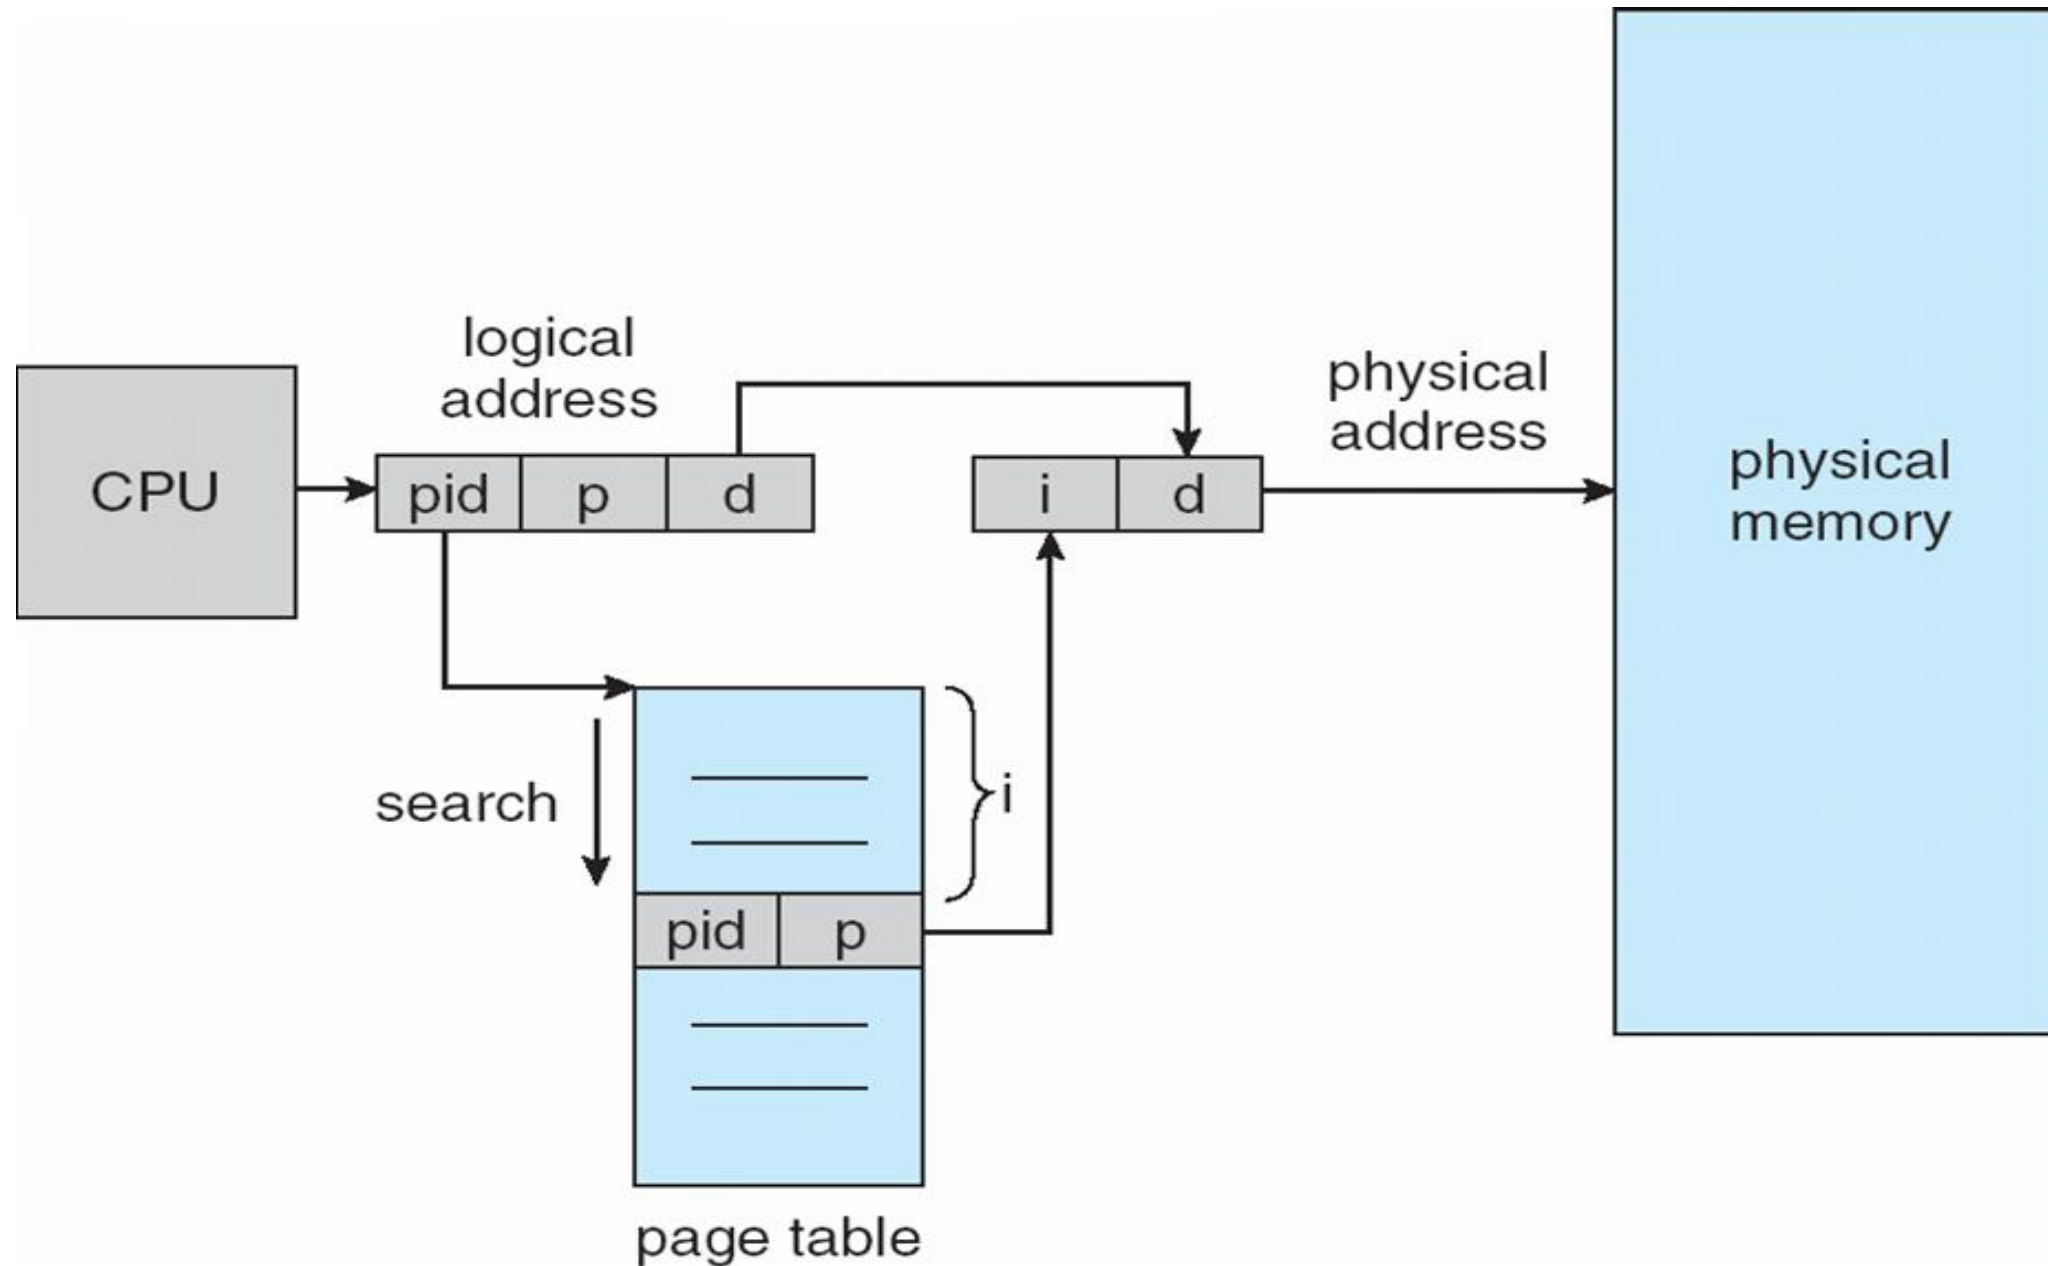 logical
address
physical
address
CPU
pid p d
i d
physical
memory
search
i
pid p
page table